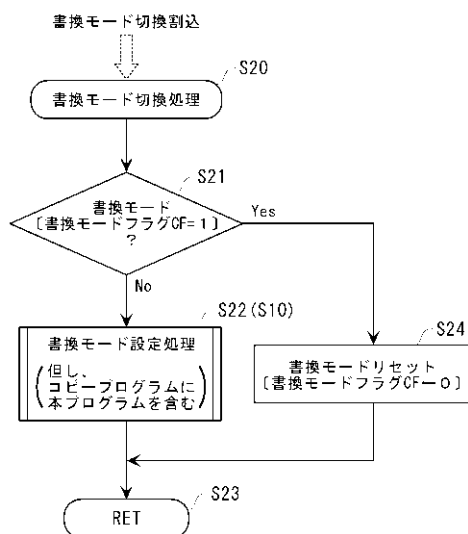 書換モード切換割込
S20
書換モード切換処理
S21
書換モード
〔書換モードフラグCF=1〕
?
Yes
No
S22(S10)
書換モード設定処理
(但し、
コピープログラムに
本プログラムを含む)
S24
書換モードリセット
〔書換モードフラグCF←0〕
S23
RET